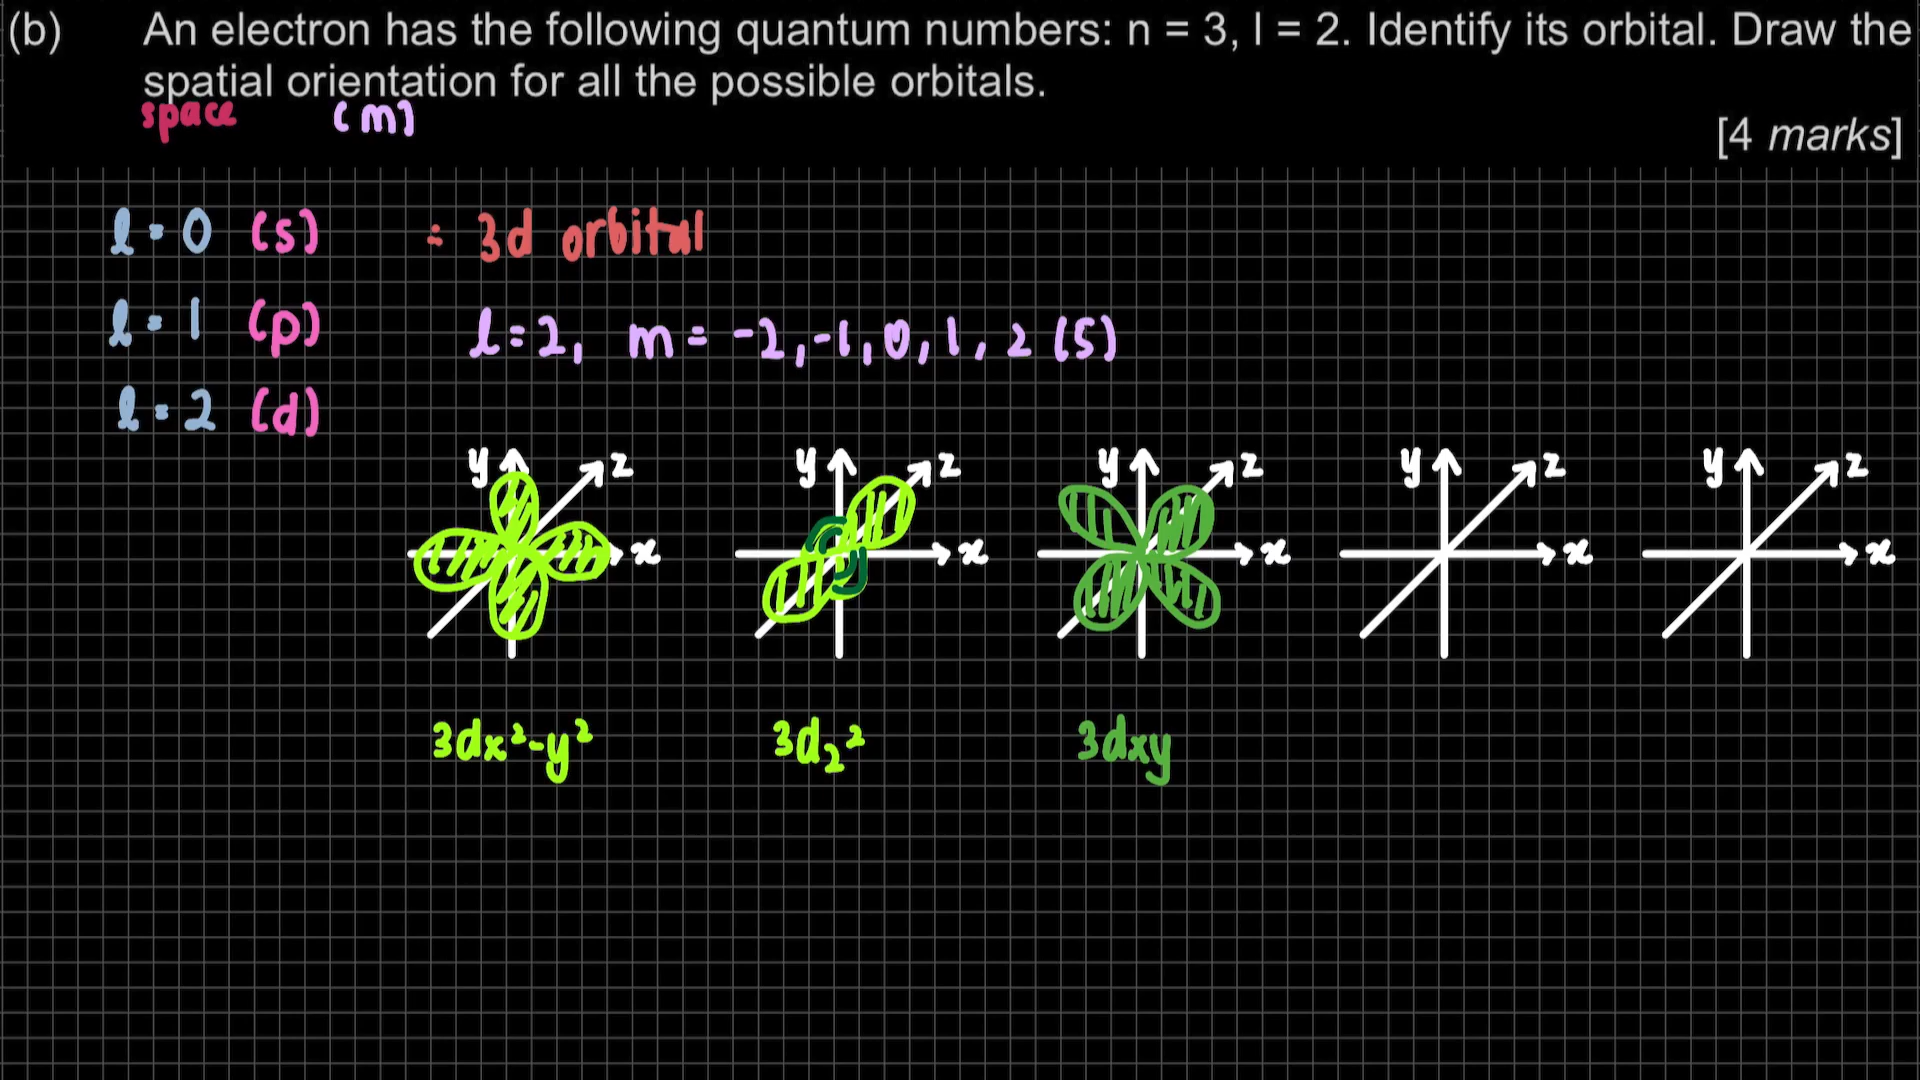 (b) An electron has the following quantum numbers: n = 3, l = 2. Identify its orbital. Draw the
spatial orientation for all the possible orbitals.
space (m)
[4 marks]
l = 0 (s) ∴ 3d orbital
l = 1 (p) l = 2, m = -2, -1, 0, 1, 2 (5)
l = 2 (d)
y z x y z x y z x y z x y z x
3dx²-y² 3dz² 3dxy